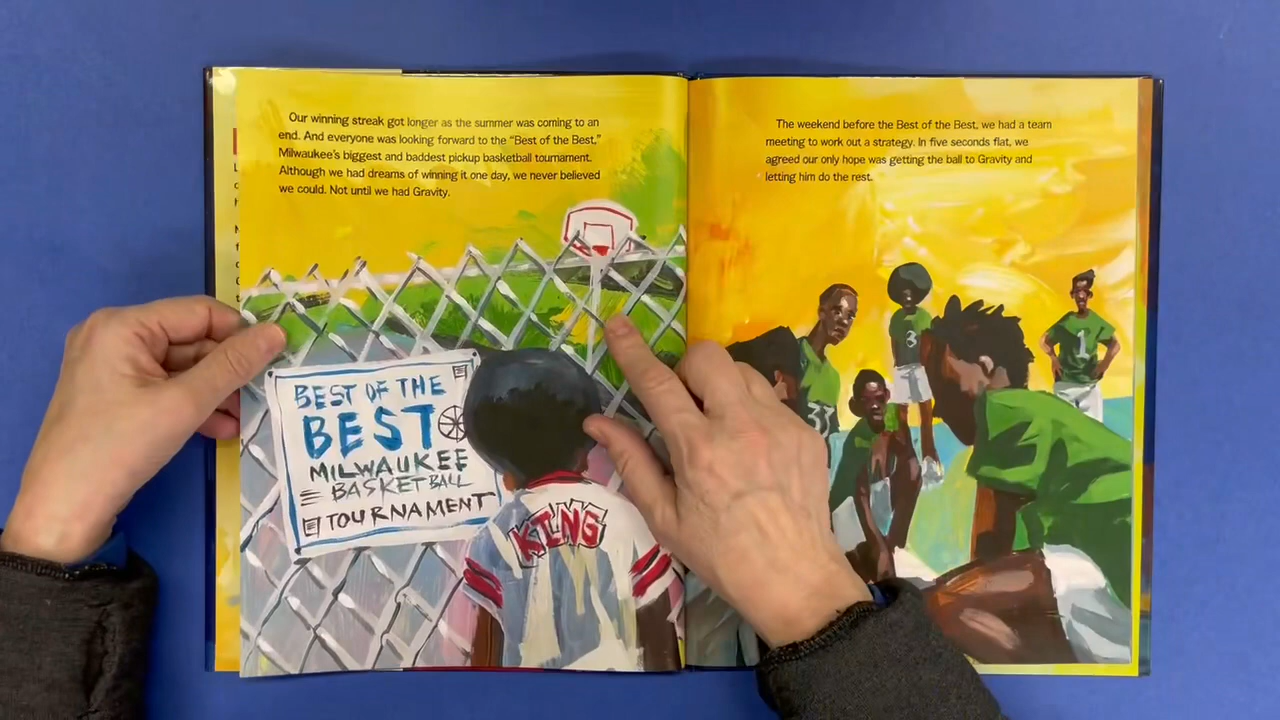 Our winning streak got longer as the summer was coming to an
end. And everyone was looking forward to the “Best of the Best,”
Milwaukee’s biggest and baddest pickup basketball tournament.
Although we had dreams of winning it one day, we never believed
we could. Not until we had Gravity.
BEST OF THE
BEST
MILWAUKEE
BASKETBALL
TOURNAMENT
KING
The weekend before the Best of the Best, we had a team
meeting to work out a strategy. In five seconds flat, we
agreed our only hope was getting the ball to Gravity and
letting him do the rest.
33
3
1